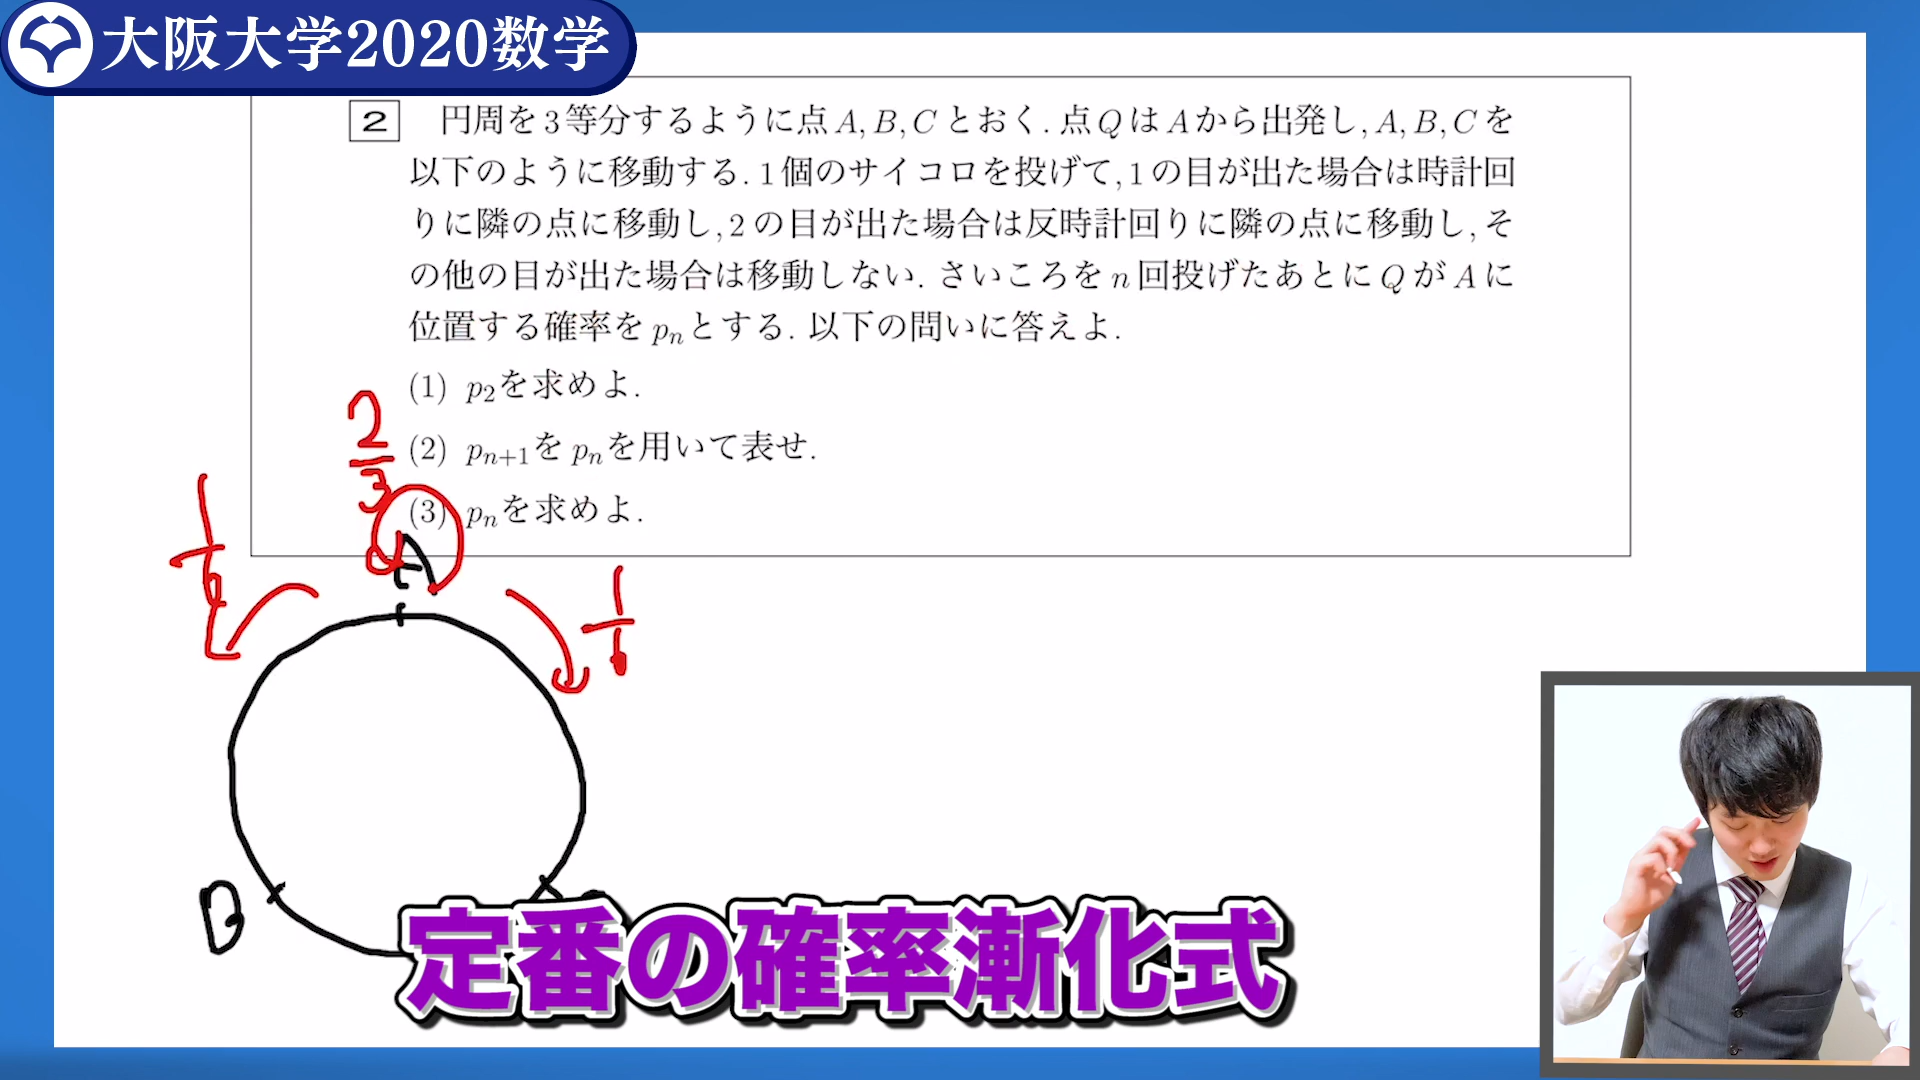 大阪大学2020数学
2 円周を3等分するように点A,B,Cとおく.点QはAから出発し,A,B,Cを
以下のように移動する.1個のサイコロを投げて,1の目が出た場合は時計回
りに隣の点に移動し,2の目が出た場合は反時計回りに隣の点に移動し,そ
の他の目が出た場合は移動しない.さいころをn回投げたあとにQがAに
位置する確率をpnとする.以下の問いに答えよ.
(1) p2を求めよ.
(2) pn+1をpnを用いて表せ.
(3) pnを求めよ.
2/3
1/6
A
1/6
B
定番の確率漸化式